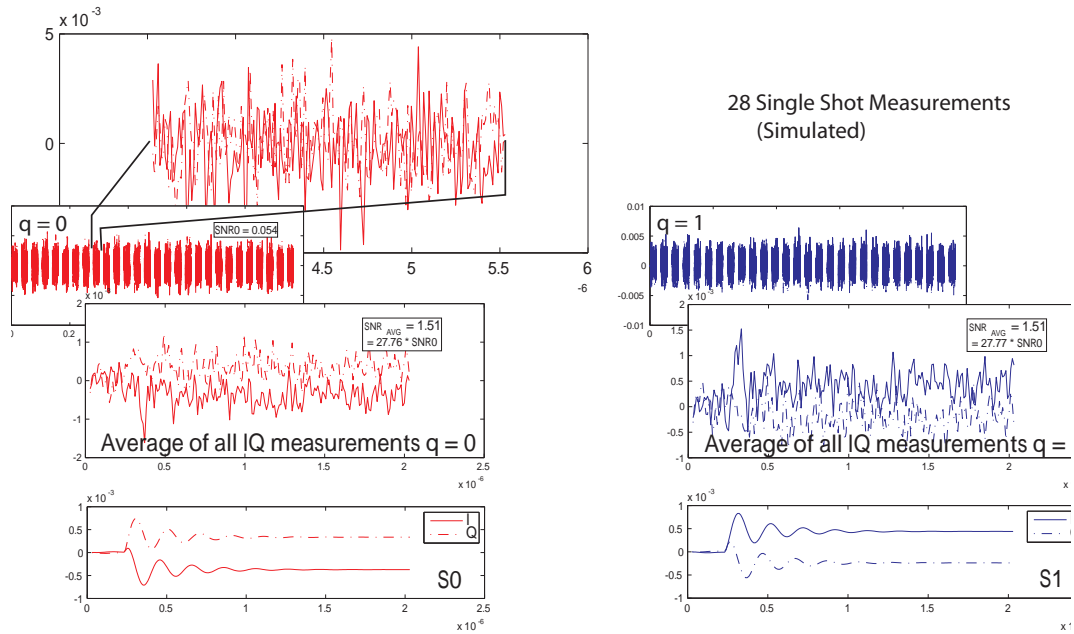 x 10 -3
5
0
4.5
5
5.5
6
-6
28 Single Shot Measurements
(Simulated)
q = 0
SNR0 = 0.054
0
0.2
x 10 -3
2
1
0
-1
-2
SNR AVG = 1.51
= 27.76 * SNR0
Average of all IQ measurements q = 0
0
0.5
1
1.5
2
2.5
x 10 -6
x 10 -3
1
0.5
0
-0.5
-1
I
Q
S0
0
0.5
1
1.5
2
2.5
x 10 -6
0.01
0.005
0
-0.005
-0.01
q = 1
0
x 10 -3
2
1.5
1
0.5
0
-0.5
-1
SNR AVG = 1.51
= 27.77 * SNR0
Average of all IQ measurements q =
0
0.5
1
1.5
2
x
x 10 -3
1
0.5
0
-0.5
-1
S1
0
0.5
1
1.5
2
x 1